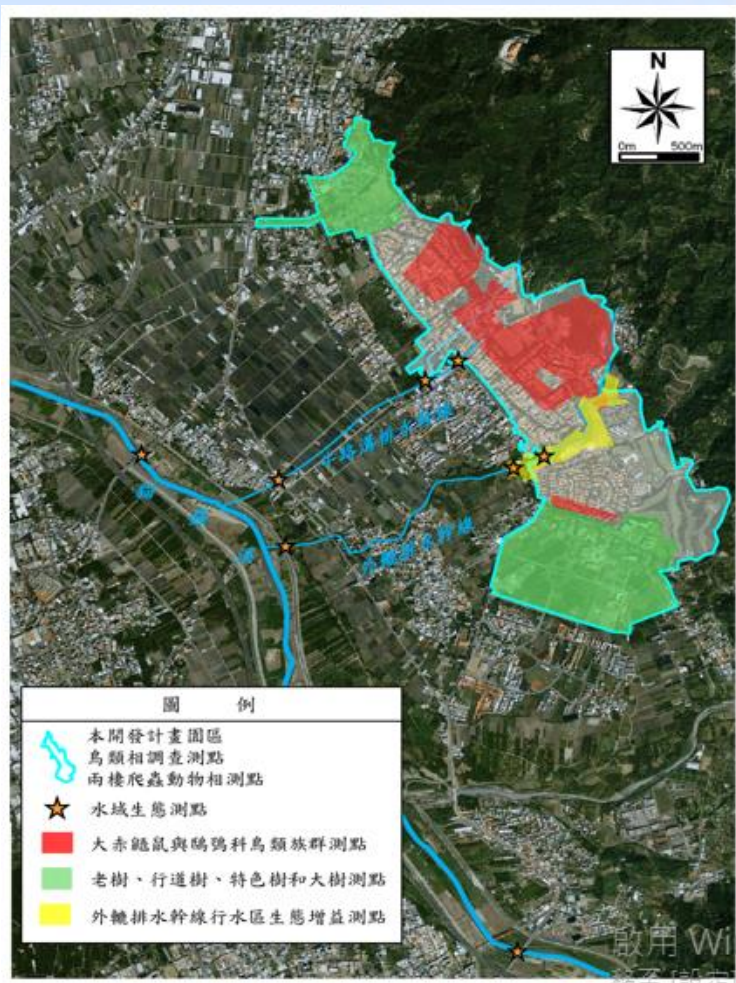 N
0m 500m
外轆排水幹線
圖 例
本開發計畫園區
鳥類相調查測點
兩棲爬蟲動物相測點
水域生態測點
大赤鼯鼠與鴟鴞科鳥類族群測點
老樹、行道樹、特色樹和大樹測點
外轆排水幹線行水區生態增益測點
啟用 Wi